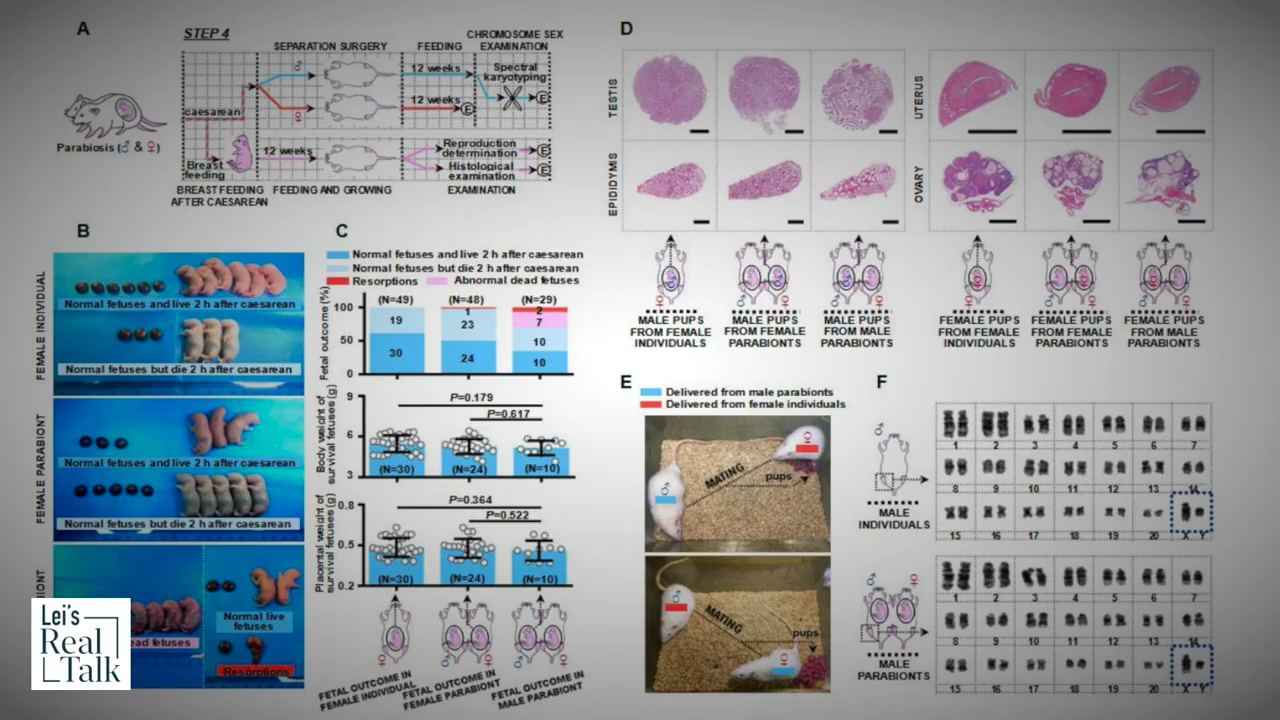 A
STEP 4
SEPARATION SURGERY
FEEDING
CHROMOSOME SEX
EXAMINATION
♂
12 weeks
Spectral
karyotyping
E
caesarean
♀
12 weeks
E
Parabiosis (♂ & ♀)
Breast
feeding
12 weeks
Reproduction
determination
E
Histological
examination
E
BREAST FEEDING
AFTER CAESAREAN
FEEDING AND GROWING
EXAMINATION
B
FEMALE INDIVIDUAL
Normal fetuses and live 2 h after caesarean
Normal fetuses but die 2 h after caesarean
FEMALE PARABIONT
Normal fetuses and live 2 h after caesarean
Normal fetuses but die 2 h after caesarean
IONT
ead fetuses
Normal live
fetuses
Resorptions
Lei's
Real
Talk
C
Normal fetuses and live 2 h after caesarean
Normal fetuses but die 2 h after caesarean
Resorptions
Abnormal dead fetuses
Fetal outcome (%)
100
50
0
(N=49)
(N=48)
(N=29)
19
30
1
23
24
2
7
10
10
Body weight of
survival fetuses (g)
9
6
3
P=0.179
P=0.617
(N=30)
(N=24)
(N=10)
Placental weight of
survival fetuses (g)
0.8
0.5
0.2
P=0.364
P=0.522
(N=30)
(N=24)
(N=10)
♀
♂
♀
♂
♀
FETAL OUTCOME IN
FEMALE INDIVIDUAL
FETAL OUTCOME IN
FEMALE PARABIONT
FETAL OUTCOME IN
MALE PARABIONT
D
TESTIS
UTERUS
EPIDIDYMIS
OVARY
♀
♂
♀
♂
♀
♀
♂
♀
♂
♀
MALE PUPS
FROM FEMALE
INDIVIDUALS
MALE PUPS
FROM FEMALE
PARABIONTS
MALE PUPS
FROM MALE
PARABIONTS
FEMALE PUPS
FROM FEMALE
INDIVIDUALS
FEMALE PUPS
FROM FEMALE
PARABIONTS
FEMALE PUPS
FROM MALE
PARABIONTS
E
Delivered from male parabionts
Delivered from female individuals
♀
MATING
pups
♂
♂
MATING
pups
♀
F
♂
MALE
INDIVIDUALS
1 2 3 4 5 6 7
8 9 10 11 12 13 14
15 16 17 18 19 20 X Y
♂ ♀
MALE
PARABIONTS
1 2 3 4 5 6 7
8 9 10 11 12 13 14
15 16 17 18 19 20 X Y